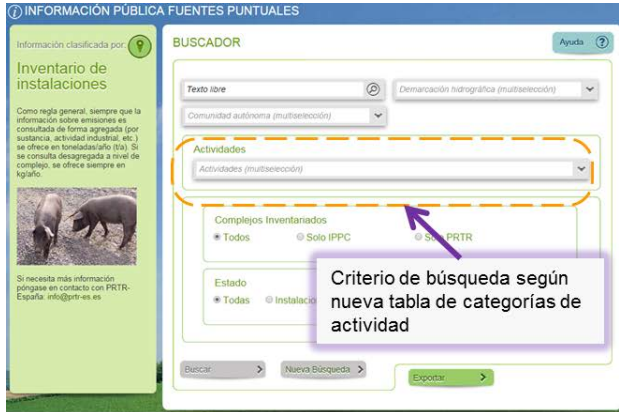 INFORMACIÓN PÚBLICA FUENTES PUNTUALES
Información clasificada por:
Inventario de
instalaciones
Como regla general, siempre que la
información sobre emisiones es
consultada de forma agregada (por
sustancia, actividad industrial, etc.)
se ofrece en toneladas/año (t/a). Si
se consulta desagregada a nivel de
complejo, se ofrece siempre en
kg/año.
Si necesita más información
póngase en contacto con PRTR-
España: info@prtr-es.es
BUSCADOR
Ayuda ?
Texto libre
Demarcación hidrográfica (multiselección)
Comunidad autónoma (multiselección)
Actividades
Actividades (multiselección)
Complejos Inventariados
Todos Solo IPPC Solo PRTR
Estado
Todas
Criterio de búsqueda según
nueva tabla de categorías de
actividad
Buscar
Nueva Búsqueda
Exportar